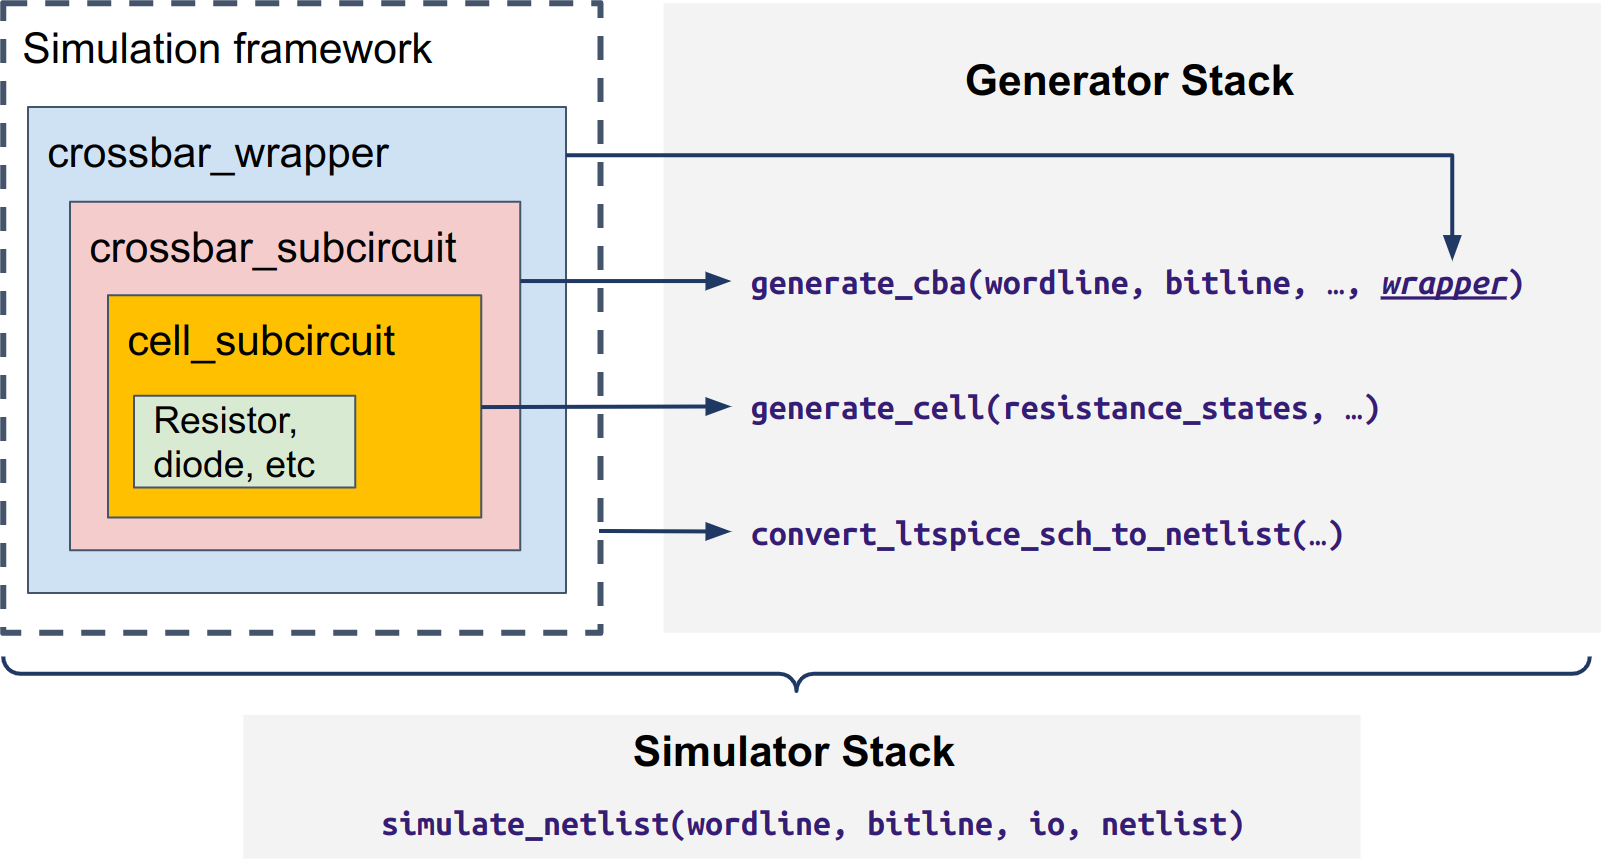 Simulation framework
crossbar_wrapper
crossbar_subcircuit
cell_subcircuit
Resistor,
diode, etc
Generator Stack
generate_cba(wordline, bitline, …, wrapper)
generate_cell(resistance_states, …)
convert_ltspice_sch_to_netlist(…)
Simulator Stack
simulate_netlist(wordline, bitline, io, netlist)